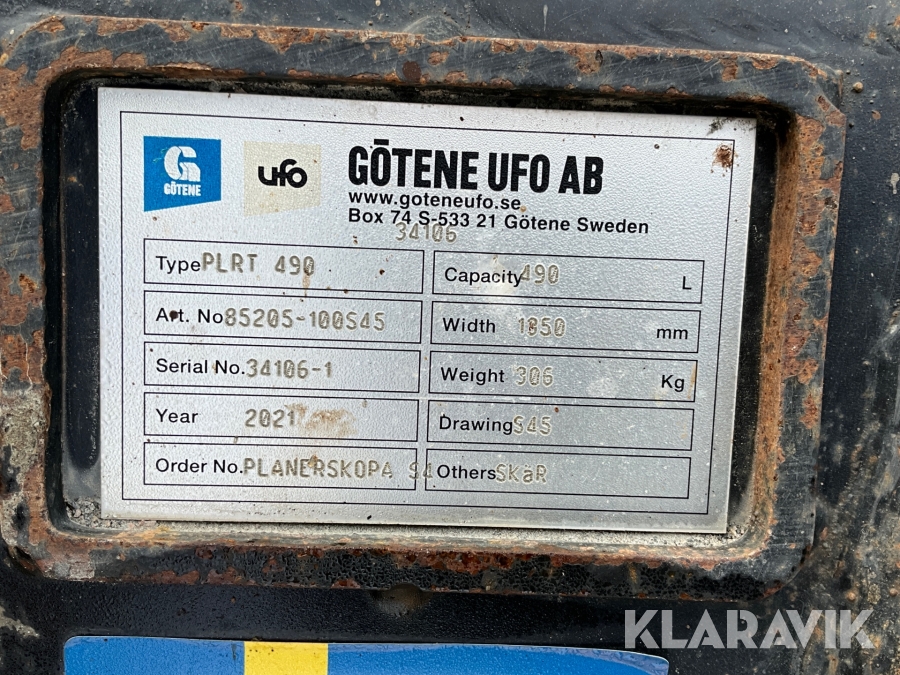 GÖTENE
ufo
GÖTENE UFO AB
www.goteneufo.se
Box 74 S-533 21 Götene Sweden
34106
Type PLRT 490
Capacity 490 L
Art. No 85205-100S45
Width 1850 mm
Serial No. 34106-1
Weight 306 Kg
Year 2021
Drawing S45
Order No. PLANERSKOPA S4
Others SKaR
KLARAVIK